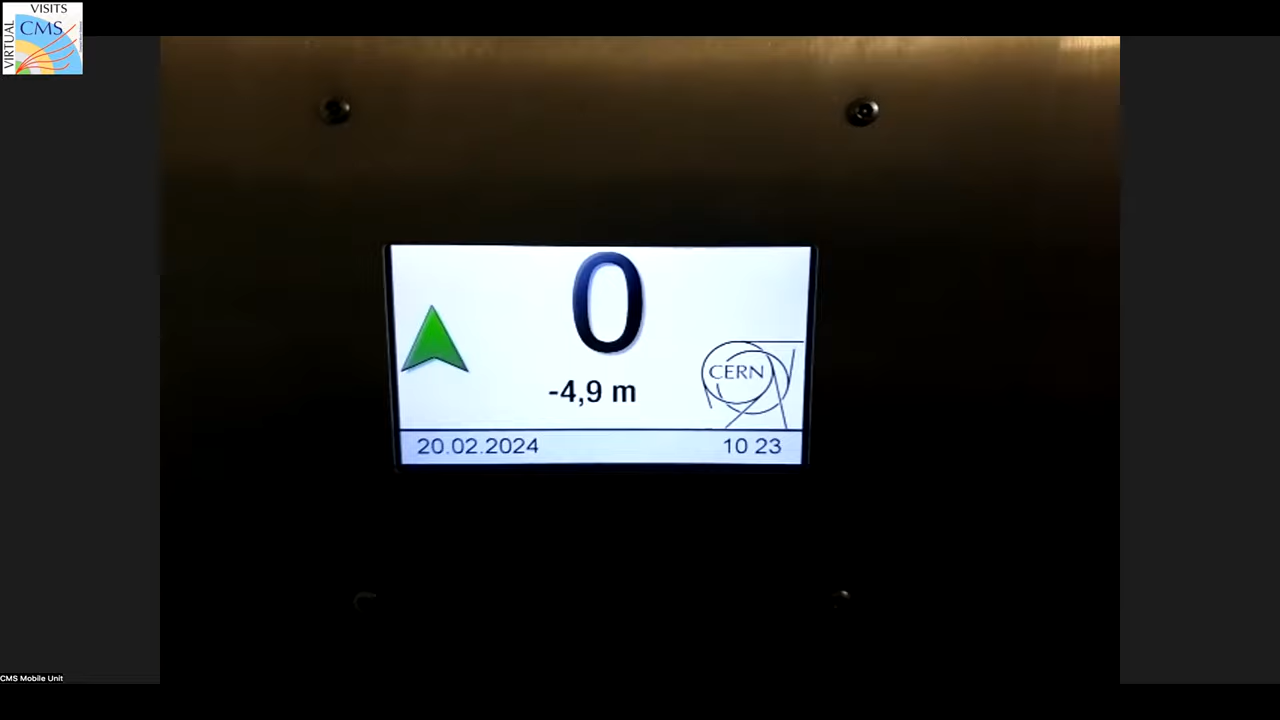 VISITS
VIRTUAL
CMS
0
-4,9 m
CERN
20.02.2024
10 23
CMS Mobile Unit